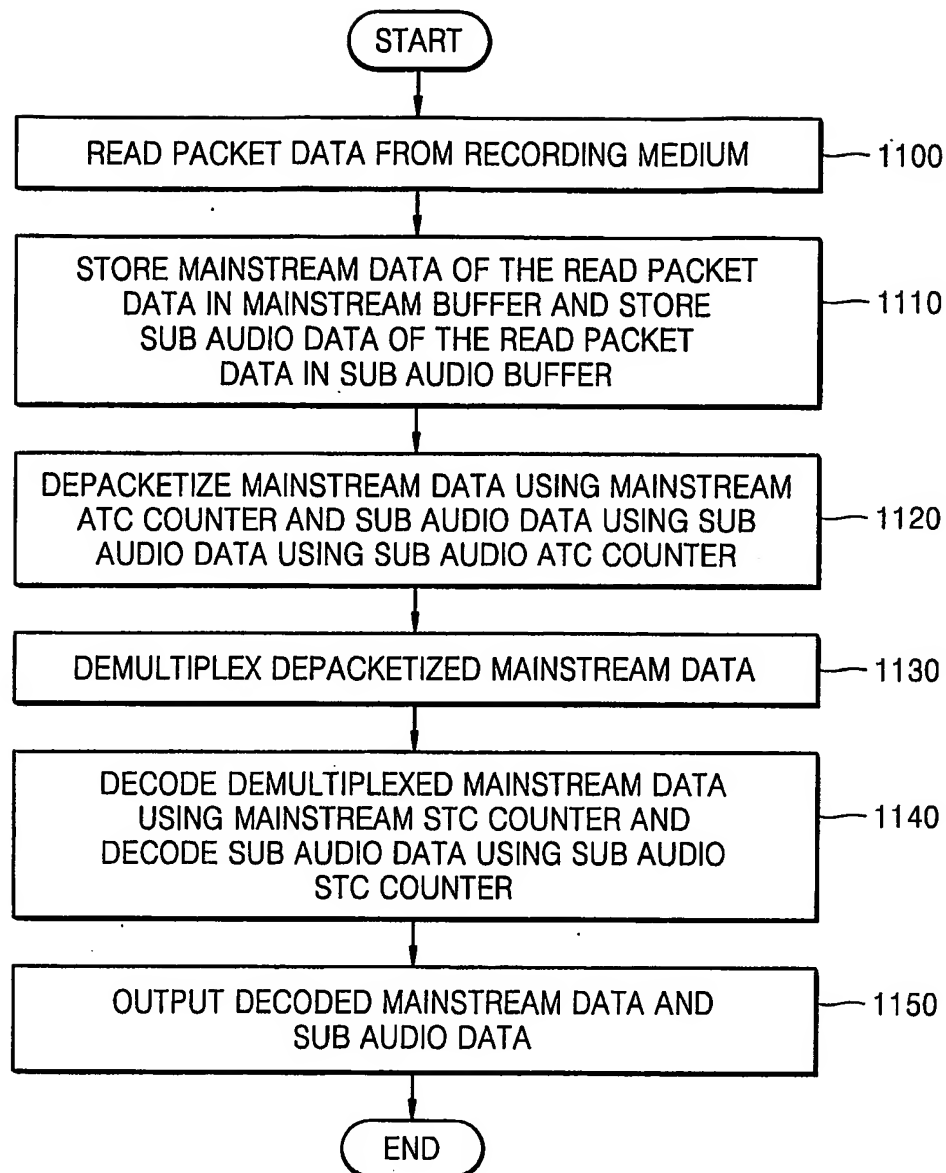 START
READ PACKET DATA FROM RECORDING MEDIUM
1100
STORE MAINSTREAM DATA OF THE READ PACKET
DATA IN MAINSTREAM BUFFER AND STORE
SUB AUDIO DATA OF THE READ PACKET
DATA IN SUB AUDIO BUFFER
1110
DEPACKETIZE MAINSTREAM DATA USING MAINSTREAM
ATC COUNTER AND SUB AUDIO DATA USING SUB
AUDIO DATA USING SUB AUDIO ATC COUNTER
1120
DEMULTIPLEX DEPACKETIZED MAINSTREAM DATA
1130
DECODE DEMULTIPLEXED MAINSTREAM DATA
USING MAINSTREAM STC COUNTER AND
DECODE SUB AUDIO DATA USING SUB AUDIO
STC COUNTER
1140
OUTPUT DECODED MAINSTREAM DATA AND
SUB AUDIO DATA
1150
END